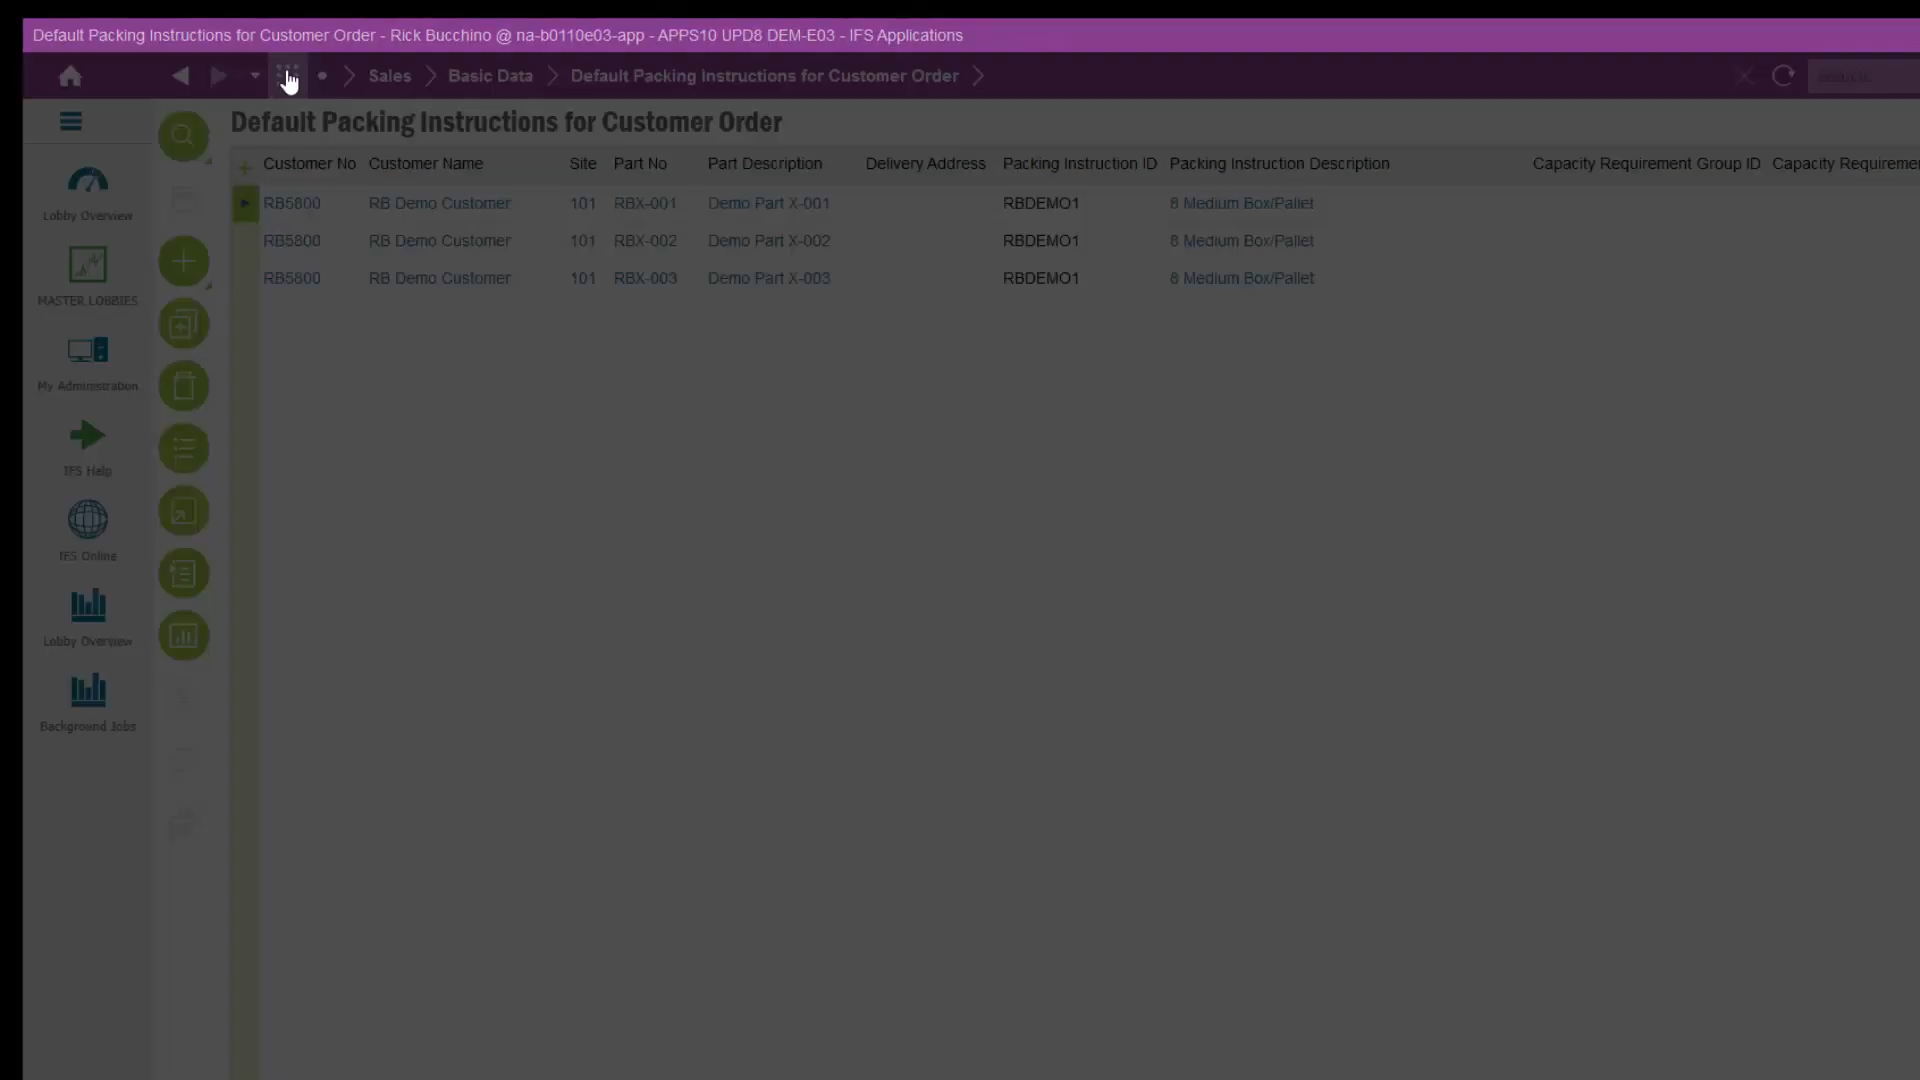 Default Packing Instructions for Customer Order - Rick Bucchino @ na-b0110e03-app - APPS10 UPD8 DEM-E03 - IFS Applications
Sales Basic Data Default Packing Instructions for Customer Order
Default Packing Instructions for Customer Order
Customer No Customer Name Site Part No Part Description Delivery Address Packing Instruction ID Packing Instruction Description Capacity Requirement Group ID Capacity
RB5800 RB Demo Customer 101 RBX-001 Demo Part X-001 RBDEMO1 8 Medium Box/Pallet
RB5800 RB Demo Customer 101 RBX-002 Demo Part X-002 RBDEMO1 8 Medium Box/Pallet
RB5800 RB Demo Customer 101 RBX-003 Demo Part X-003 RBDEMO1 8 Medium Box/Pallet
Lobby Overview
MASTER LOBBIES
My Administration
IFS Help
IFS Online
Lobby Overview
Background Jobs